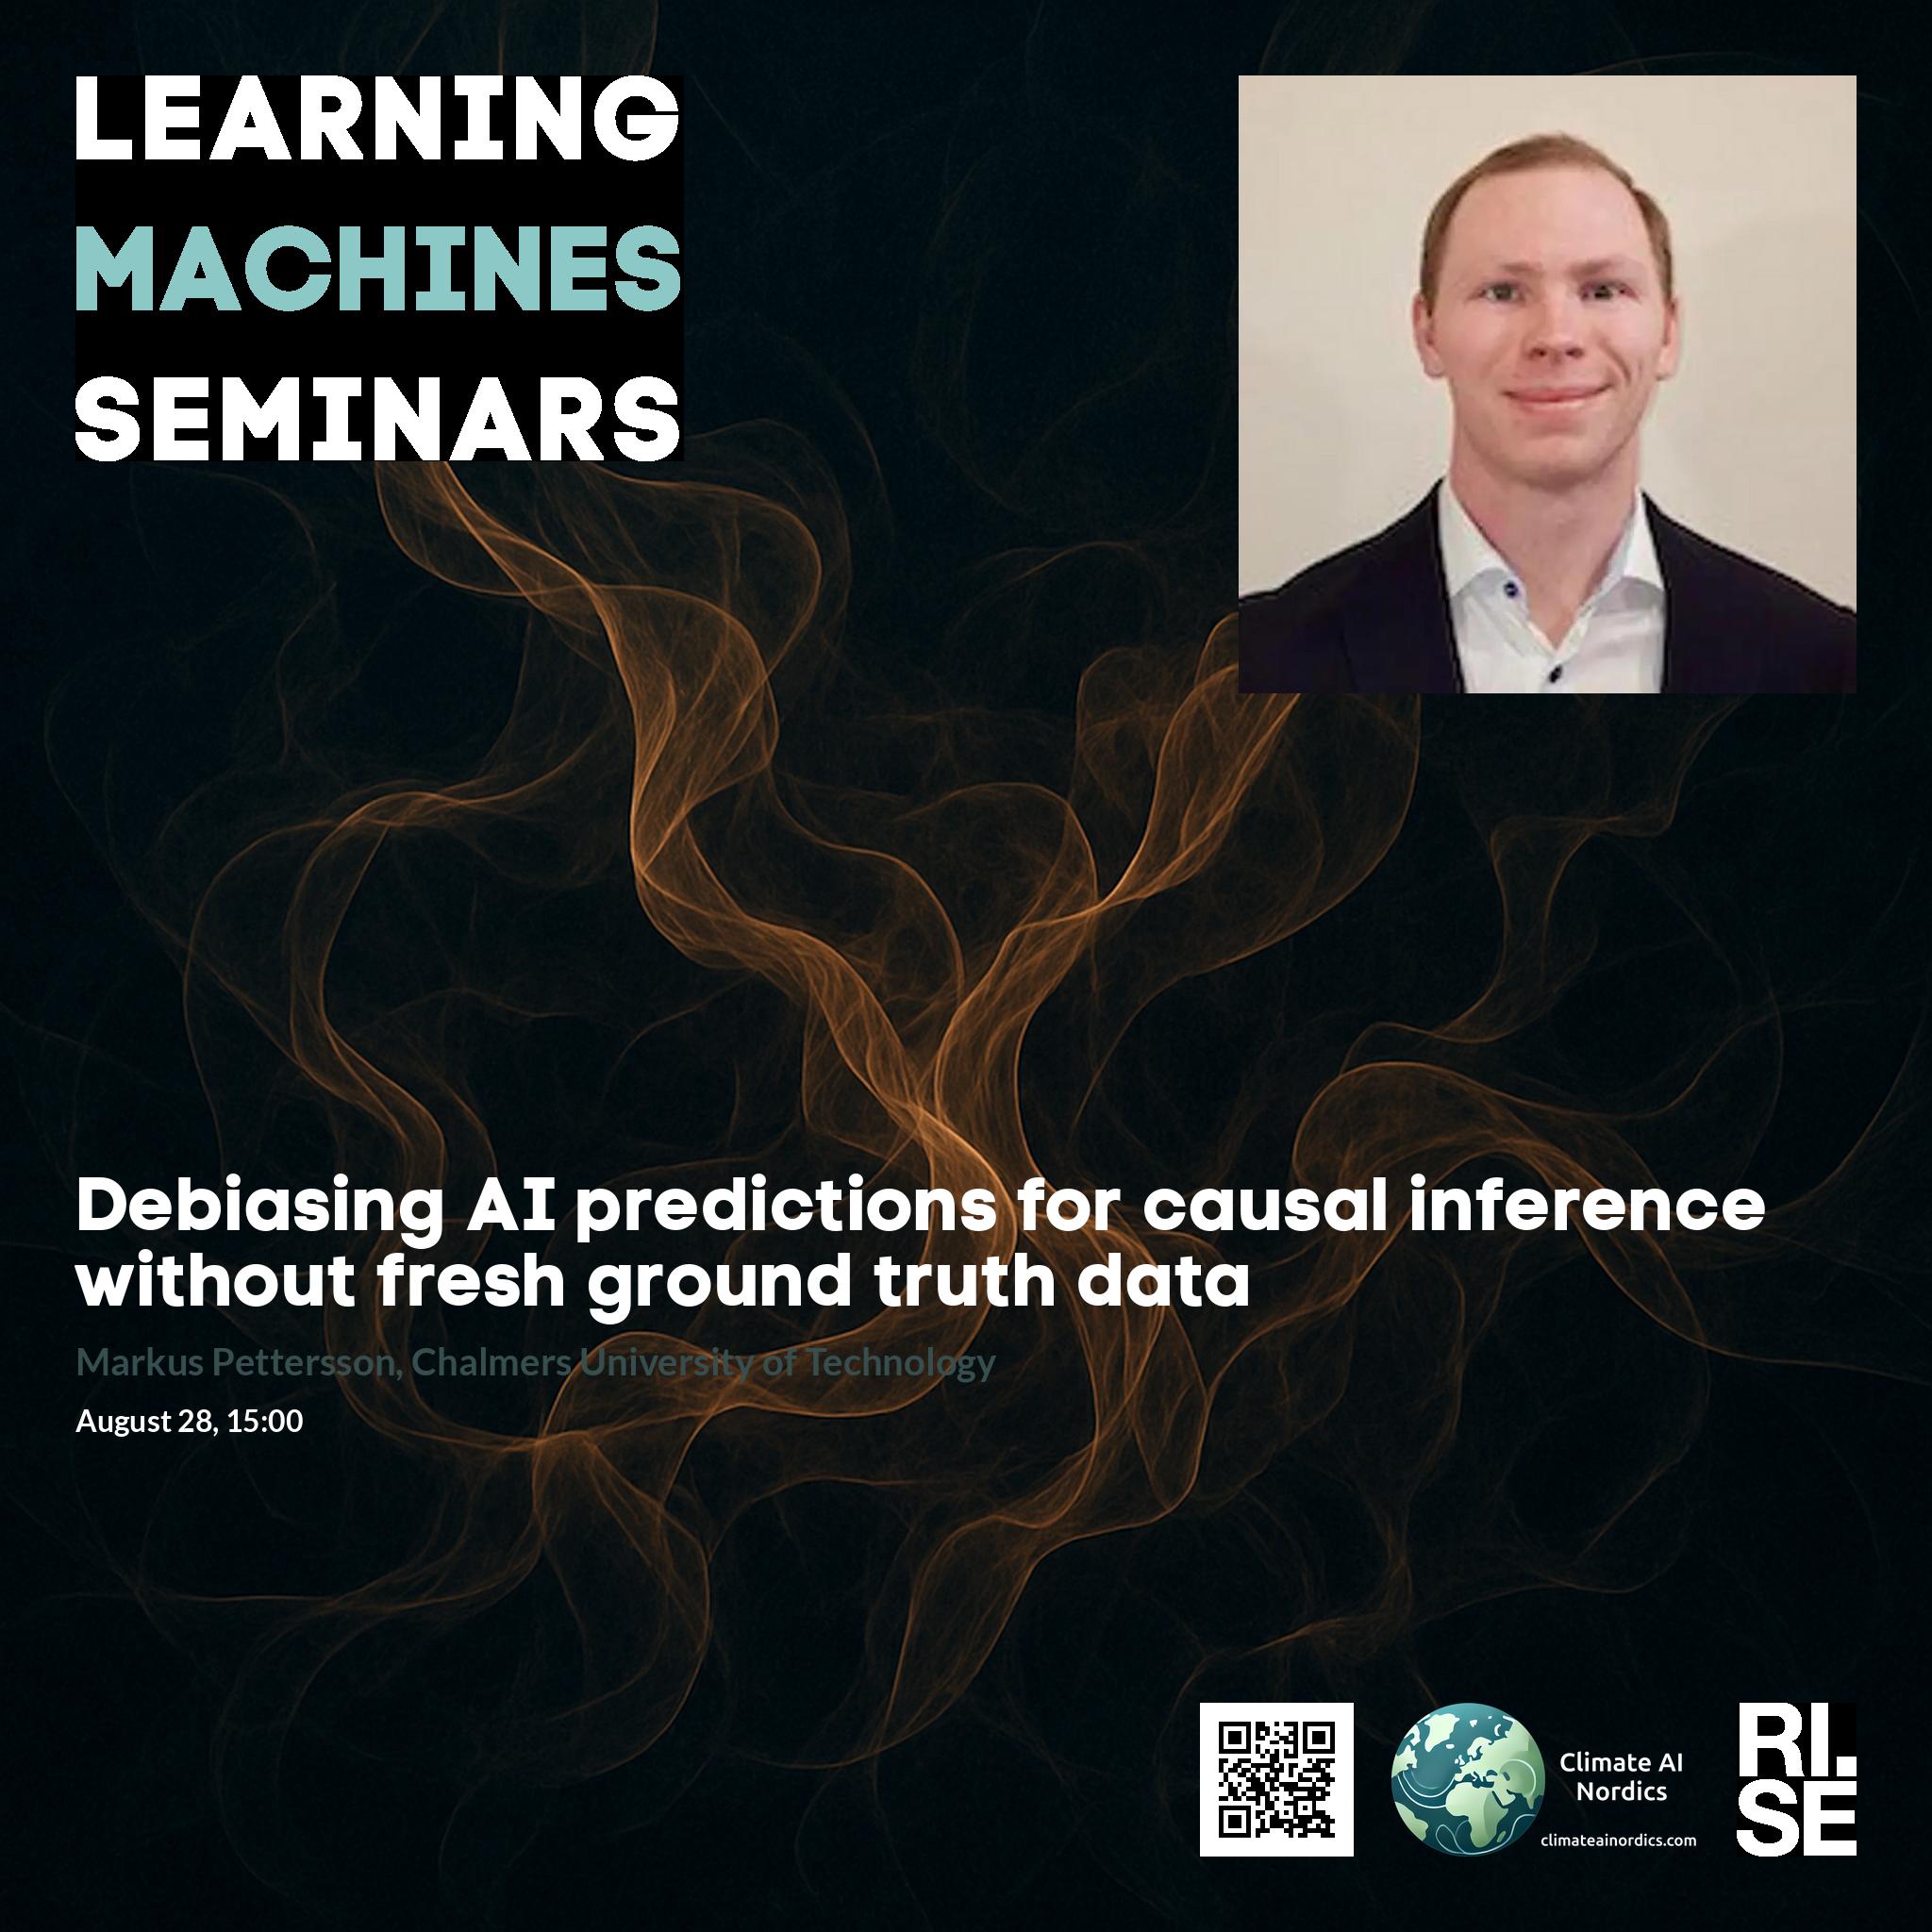 LEARNING
MACHINES
SEMINARS
Debiasing AI predictions for causal inference
without fresh ground truth data
Markus Pettersson, Chalmers University of Technology
August 28, 15:00
Climate AI
Nordics
climateainordics.com
RI.
SE